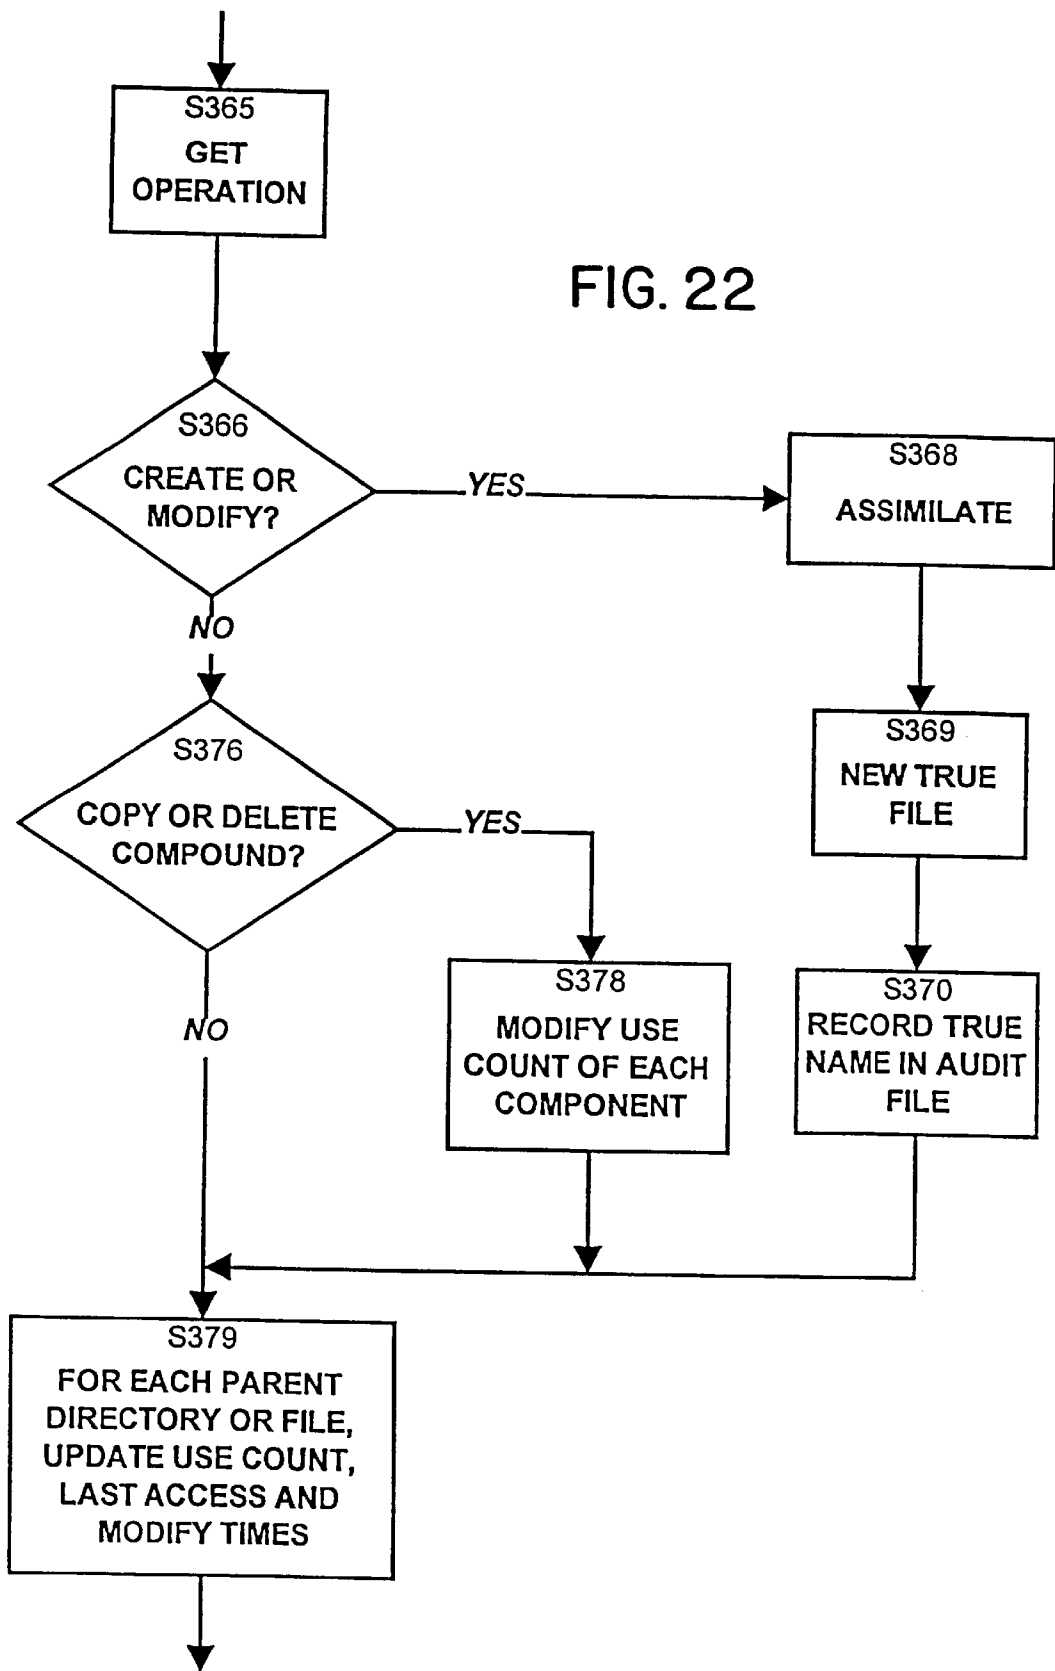 S365
GET
OPERATION
FIG. 22
S366
CREATE OR
MODIFY?
YES
S368
ASSIMILATE
NO
S369
NEW TRUE
FILE
S376
COPY OR DELETE
COMPOUND?
YES
S378
MODIFY USE
COUNT OF EACH
COMPONENT
S370
RECORD TRUE
NAME IN AUDIT
FILE
NO
S379
FOR EACH PARENT
DIRECTORY OR FILE,
UPDATE USE COUNT,
LAST ACCESS AND
MODIFY TIMES